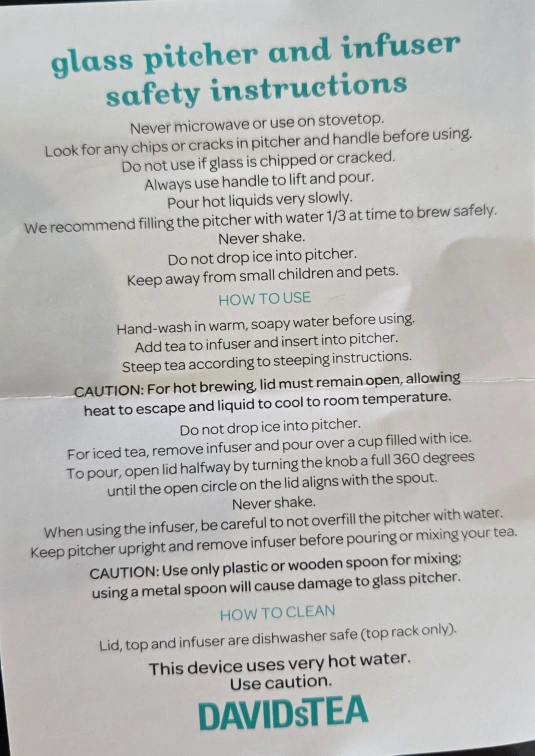 glass pitcher and infuser
safety instructions
Never microwave or use on stovetop.
Look for any chips or cracks in pitcher and handle before using.
Do not use if glass is chipped or cracked.
Always use handle to lift and pour.
Pour hot liquids very slowly.
We recommend filling the pitcher with water 1/3 at time to brew safely.
Never shake.
Do not drop ice into pitcher.
Keep away from small children and pets.
HOW TO USE
Hand-wash in warm, soapy water before using.
Add tea to infuser and insert into pitcher.
Steep tea according to steeping instructions.
CAUTION: For hot brewing, lid must remain open, allowing
heat to escape and liquid to cool to room temperature.
Do not drop ice into pitcher.
For iced tea, remove infuser and pour over a cup filled with ice.
To pour, open lid halfway by turning the knob a full 360 degrees
until the open circle on the lid aligns with the spout.
Never shake.
When using the infuser, be careful to not overfill the pitcher with water.
Keep pitcher upright and remove infuser before pouring or mixing your tea.
CAUTION: Use only plastic or wooden spoon for mixing;
using a metal spoon will cause damage to glass pitcher.
HOW TO CLEAN
Lid, top and infuser are dishwasher safe (top rack only).
This device uses very hot water.
Use caution.
DAVIDsTEA